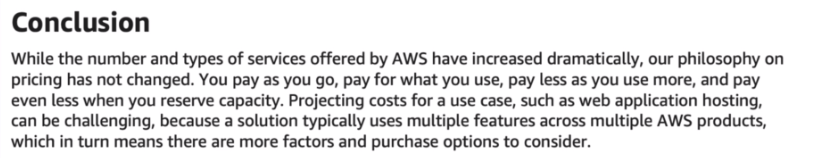 Conclusion
While the number and types of services offered by AWS have increased dramatically, our philosophy on
pricing has not changed. You pay as you go, pay for what you use, pay less as you use more, and pay
even less when you reserve capacity. Projecting costs for a use case, such as web application hosting,
can be challenging, because a solution typically uses multiple features across multiple AWS products,
which in turn means there are more factors and purchase options to consider.